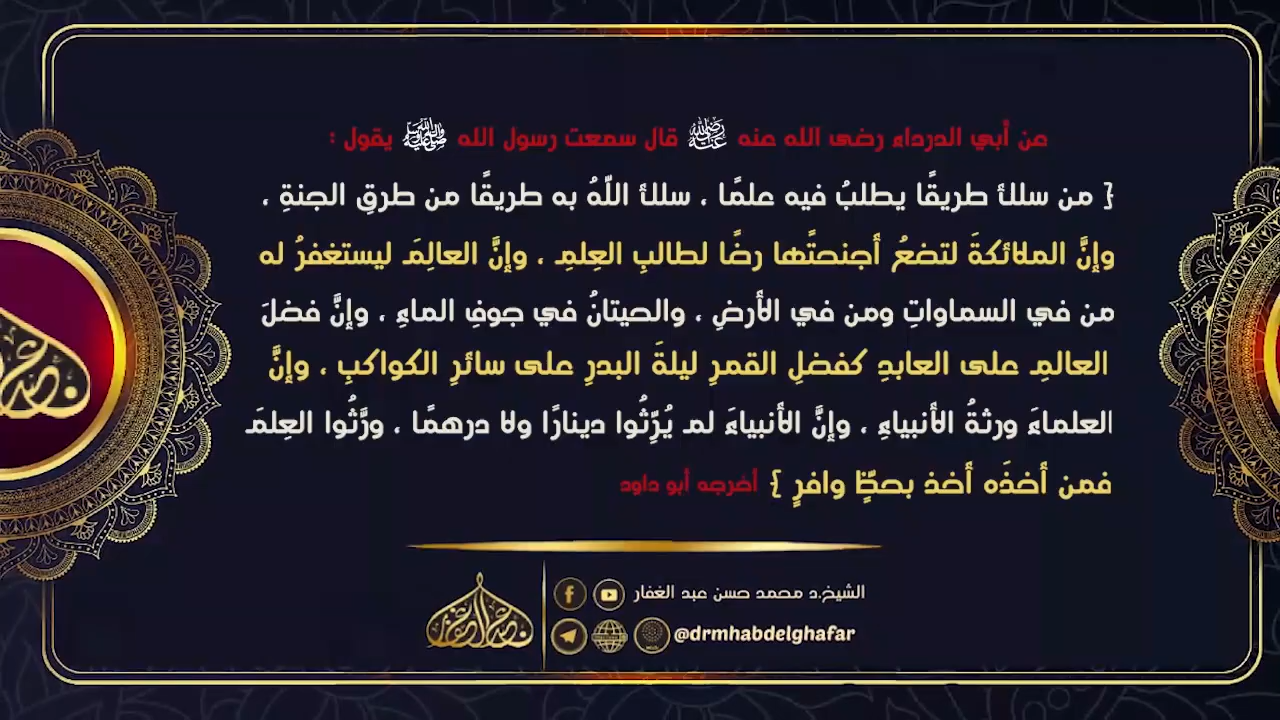 عن أبي الدرداء رضى الله عنه ﵁ قال سمعت رسول الله ﷺ يقول :
{ من سلك طريقًا يطلبُ فيه علمًا ، سلك اللّهُ به طريقًا من طرقِ الجنةِ ،
وإنَّ الملائكةَ لتضعُ أجنحتَها رضًا لطالبِ العِلمِ ، وإنَّ العالِمَ ليستغفرُ له
من في السماواتِ ومن في الأرضِ ، والحيتانُ في جوفِ الماءِ ، وإنَّ فضلَ
العالمِ على العابدِ كفضلِ القمرِ ليلةَ البدرِ على سائرِ الكواكبِ ، وإنَّ
العلماءَ ورثةُ الأنبياءِ ، وإنَّ الأنبياءَ لم يُرِّثُوا دينارًا ولا درهمًا ، ورَّثُوا العِلمَ
فمن أخذَه أخذ بحظٍّ وافرٍ } أخرجه أبو داود
الشيخ.د محمد حسن عبد الغفار
@drmhabdelghafar